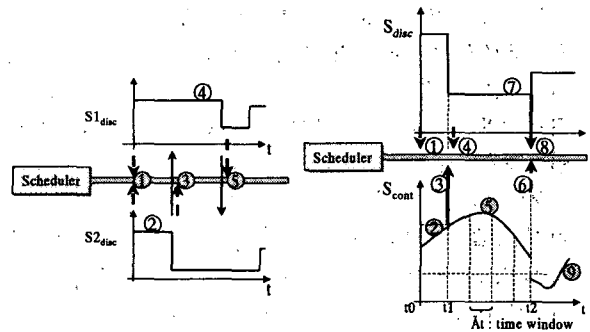 ④
S1disc
t
Scheduler
① ③ ⑤
②
S2disc
t
Sdisc
⑦
t
① ④ ⑧
Scheduler
③ ⑥
Scont
② ⑤
⑨
t0 t1 t2 t
Ät : time window